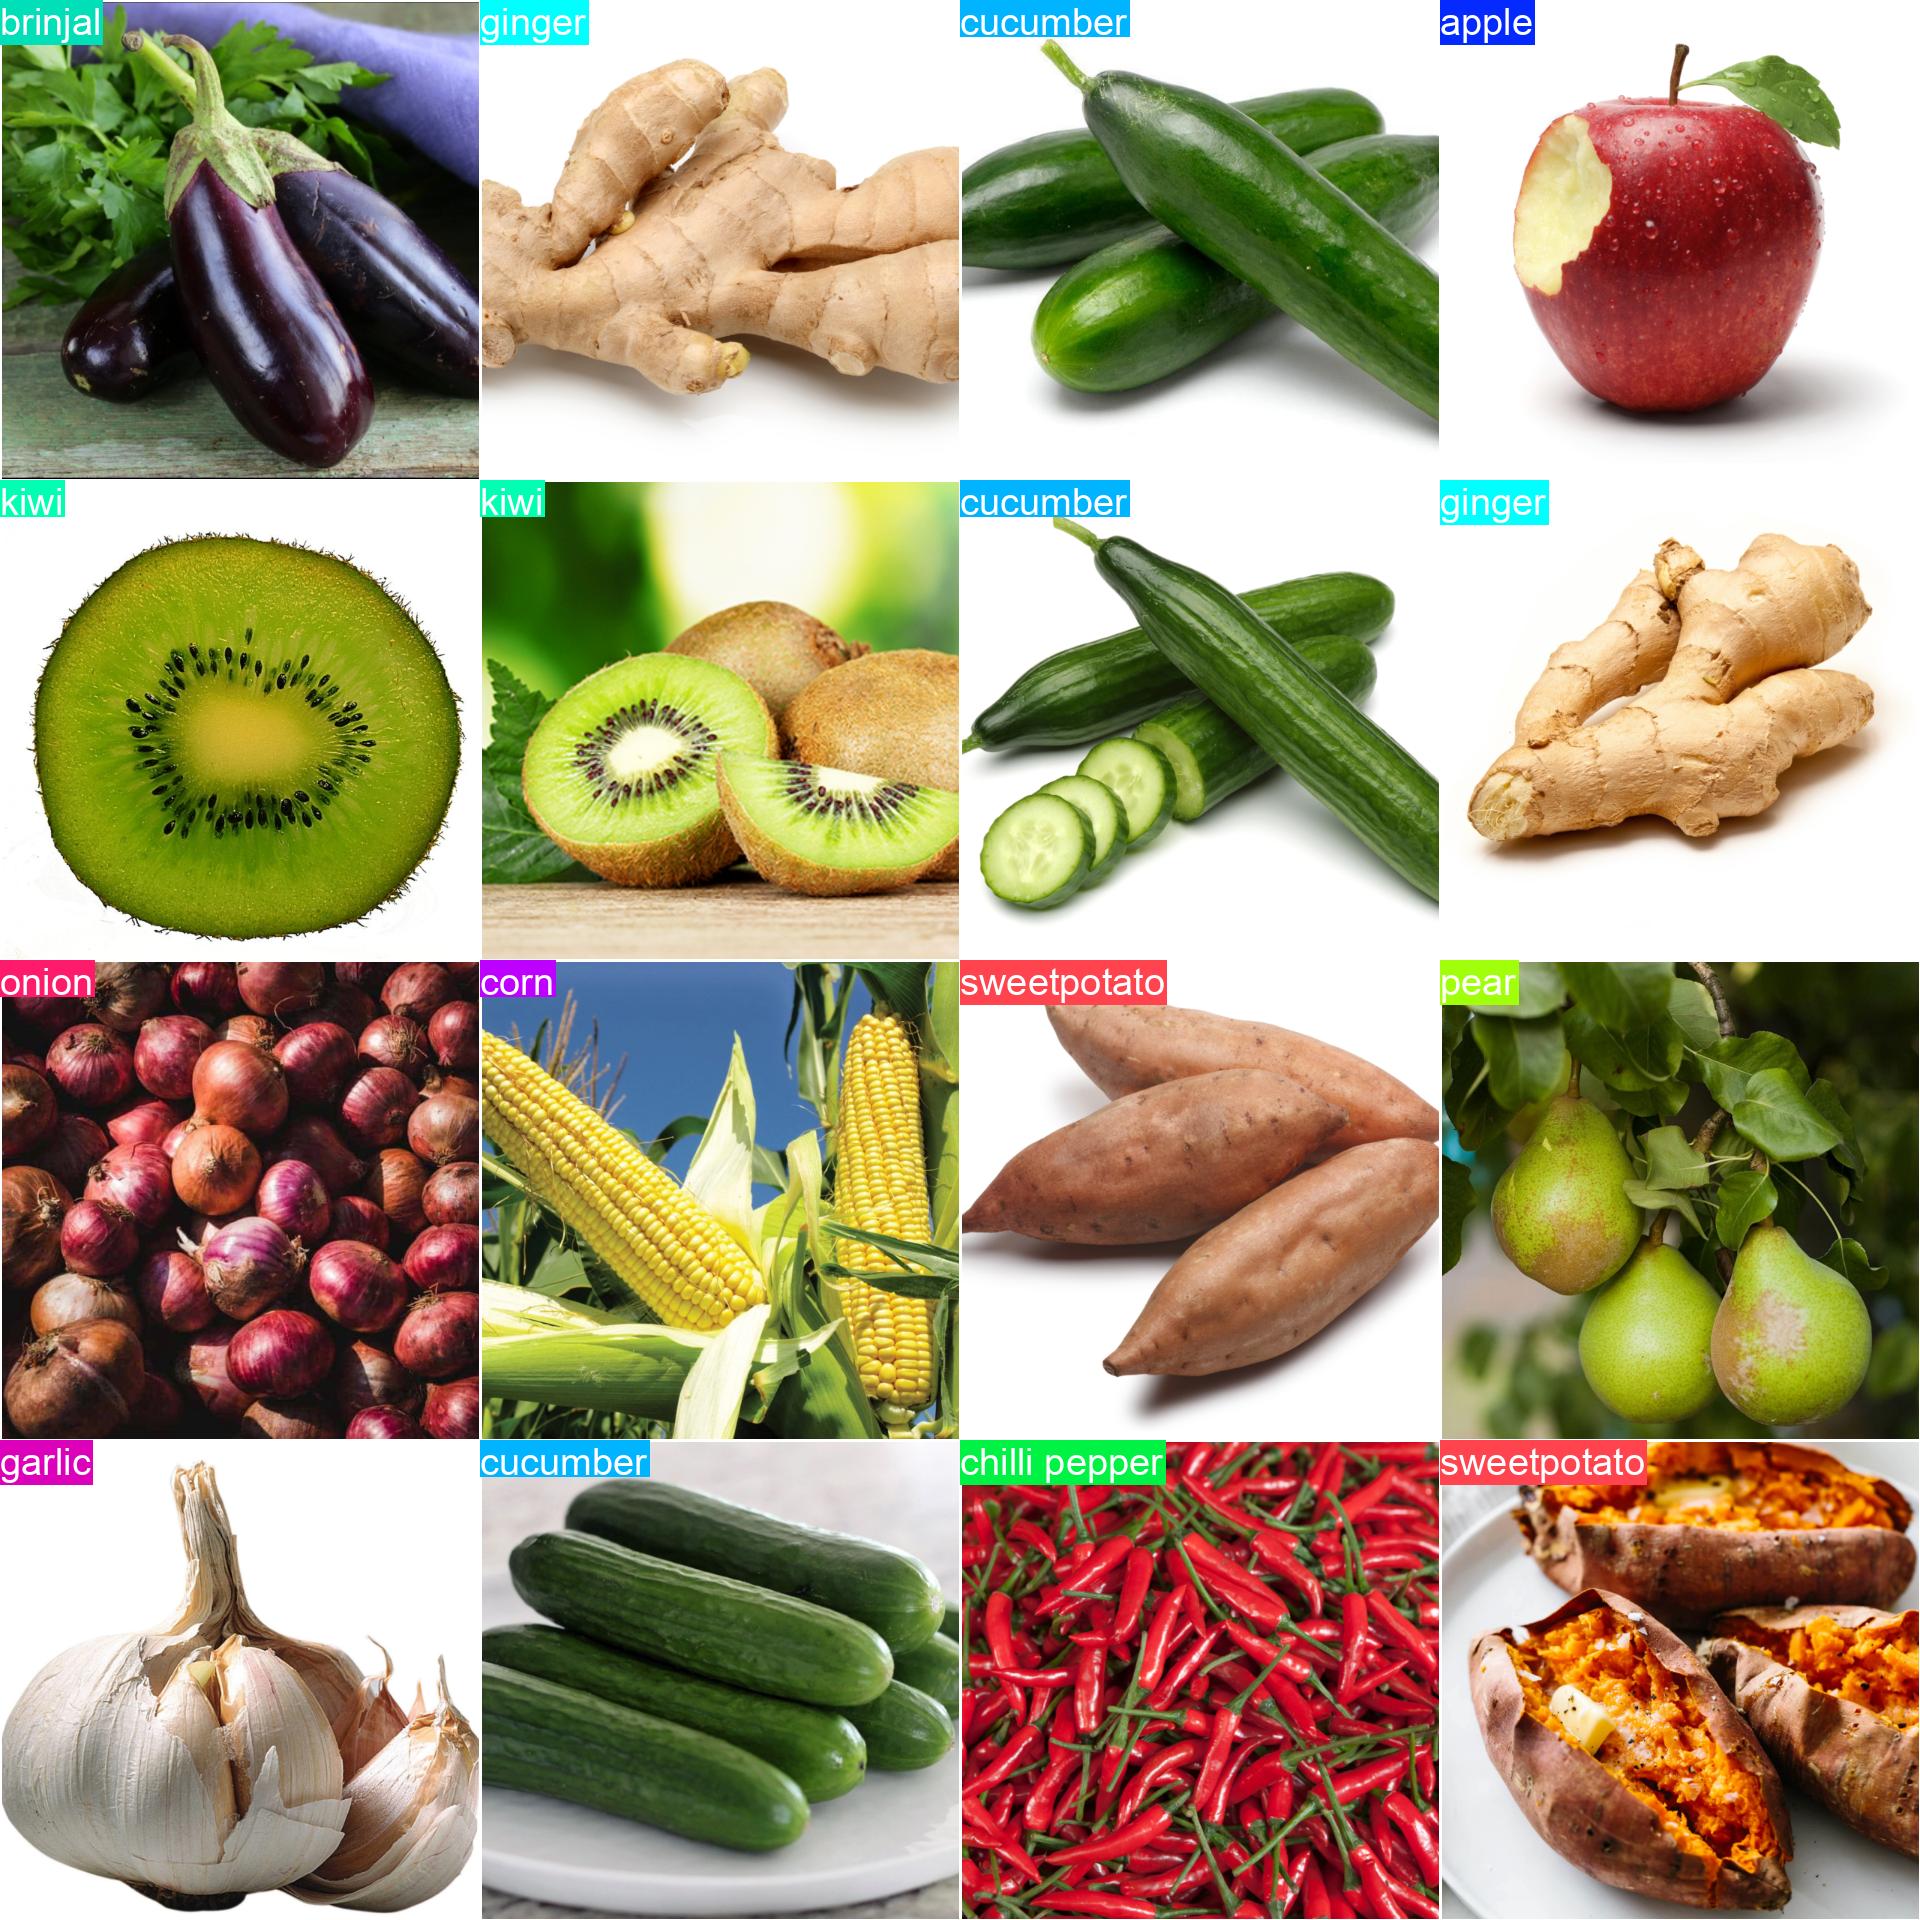 brinjal
ginger
cucumber
apple
kiwi
kiwi
cucumber
ginger
onion
corn
sweetpotato
pear
garlic
cucumber
chilli pepper
sweetpotato